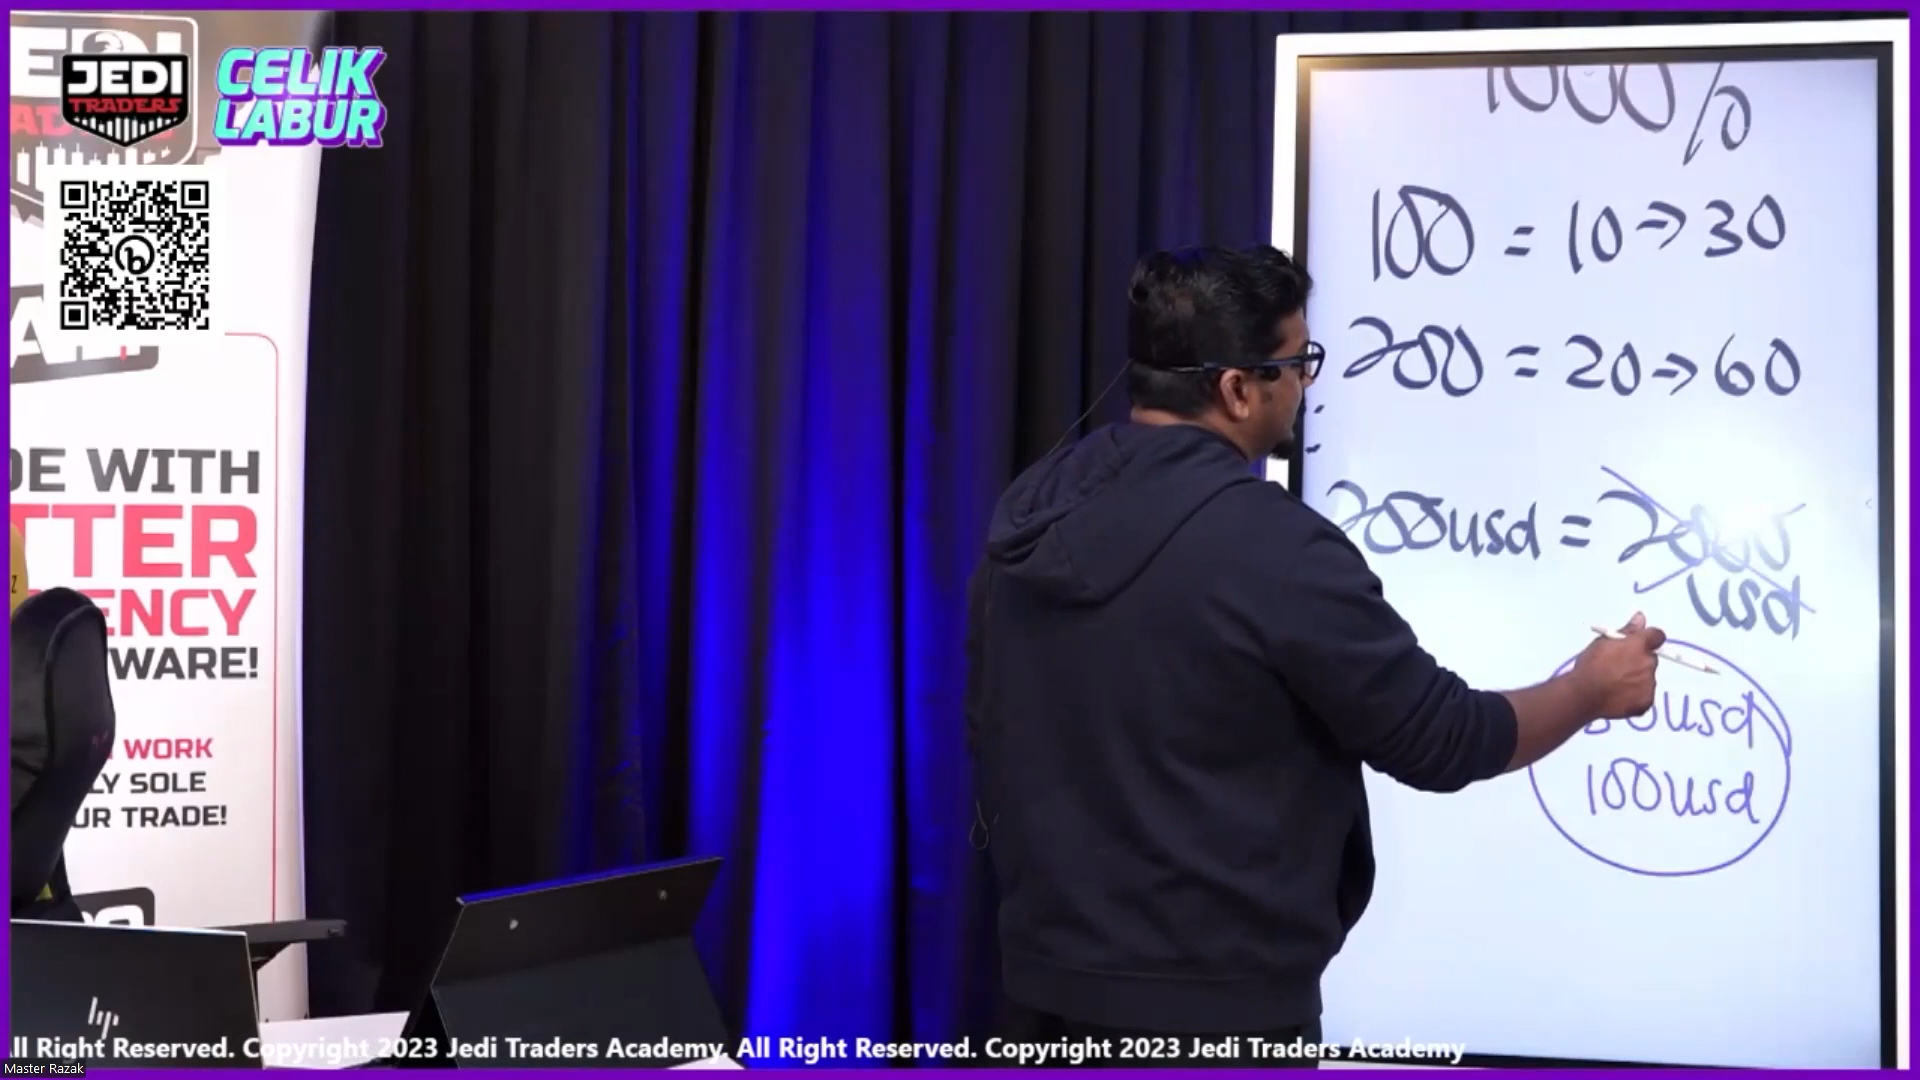 JEDI
TRADERS
CELIK
LABUR
DE WITH
TTER
ENCY
WARE!
WORK
LY SOLE
UR TRADE!
hp
1000%
100 = 10 → 30
200 = 20 → 60
200usd = 2000
usd
usd
100usd
ll Right Reserved. Copyright 2023 Jedi Traders Academy. All Right Reserved. Copyright 2023 Jedi Traders Academy
Master Razak